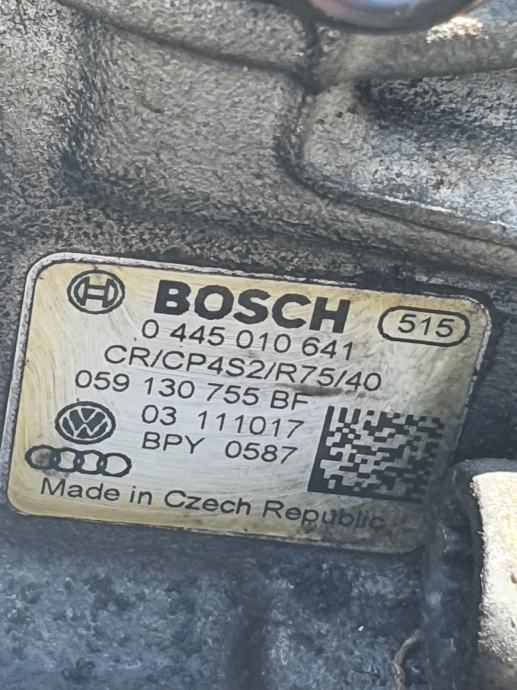 BOSCH 515
0 445 010 641
CR/CP4S2/R75/40
059 130 755 BF
03 111017
BPY 0587
Made in Czech Republic